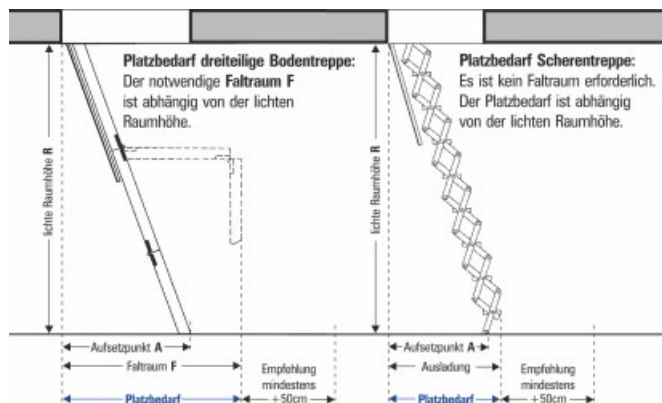 Platzbedarf dreiteilige Bodentreppe:
Der notwendige Faltraum F
ist abhängig von der lichten
Raumhöhe.
lichte Raumhöhe R
Aufsetzpunkt A
Faltraum F
Platzbedarf
Empfehlung
mindestens
+50cm
Platzbedarf Scherentreppe:
Es ist kein Faltraum erforderlich.
Der Platzbedarf ist abhängig
von der lichten Raumhöhe.
lichte Raumhöhe R
Aufsetzpunkt A
Ausladung
Platzbedarf
Empfehlung
mindestens
+50cm